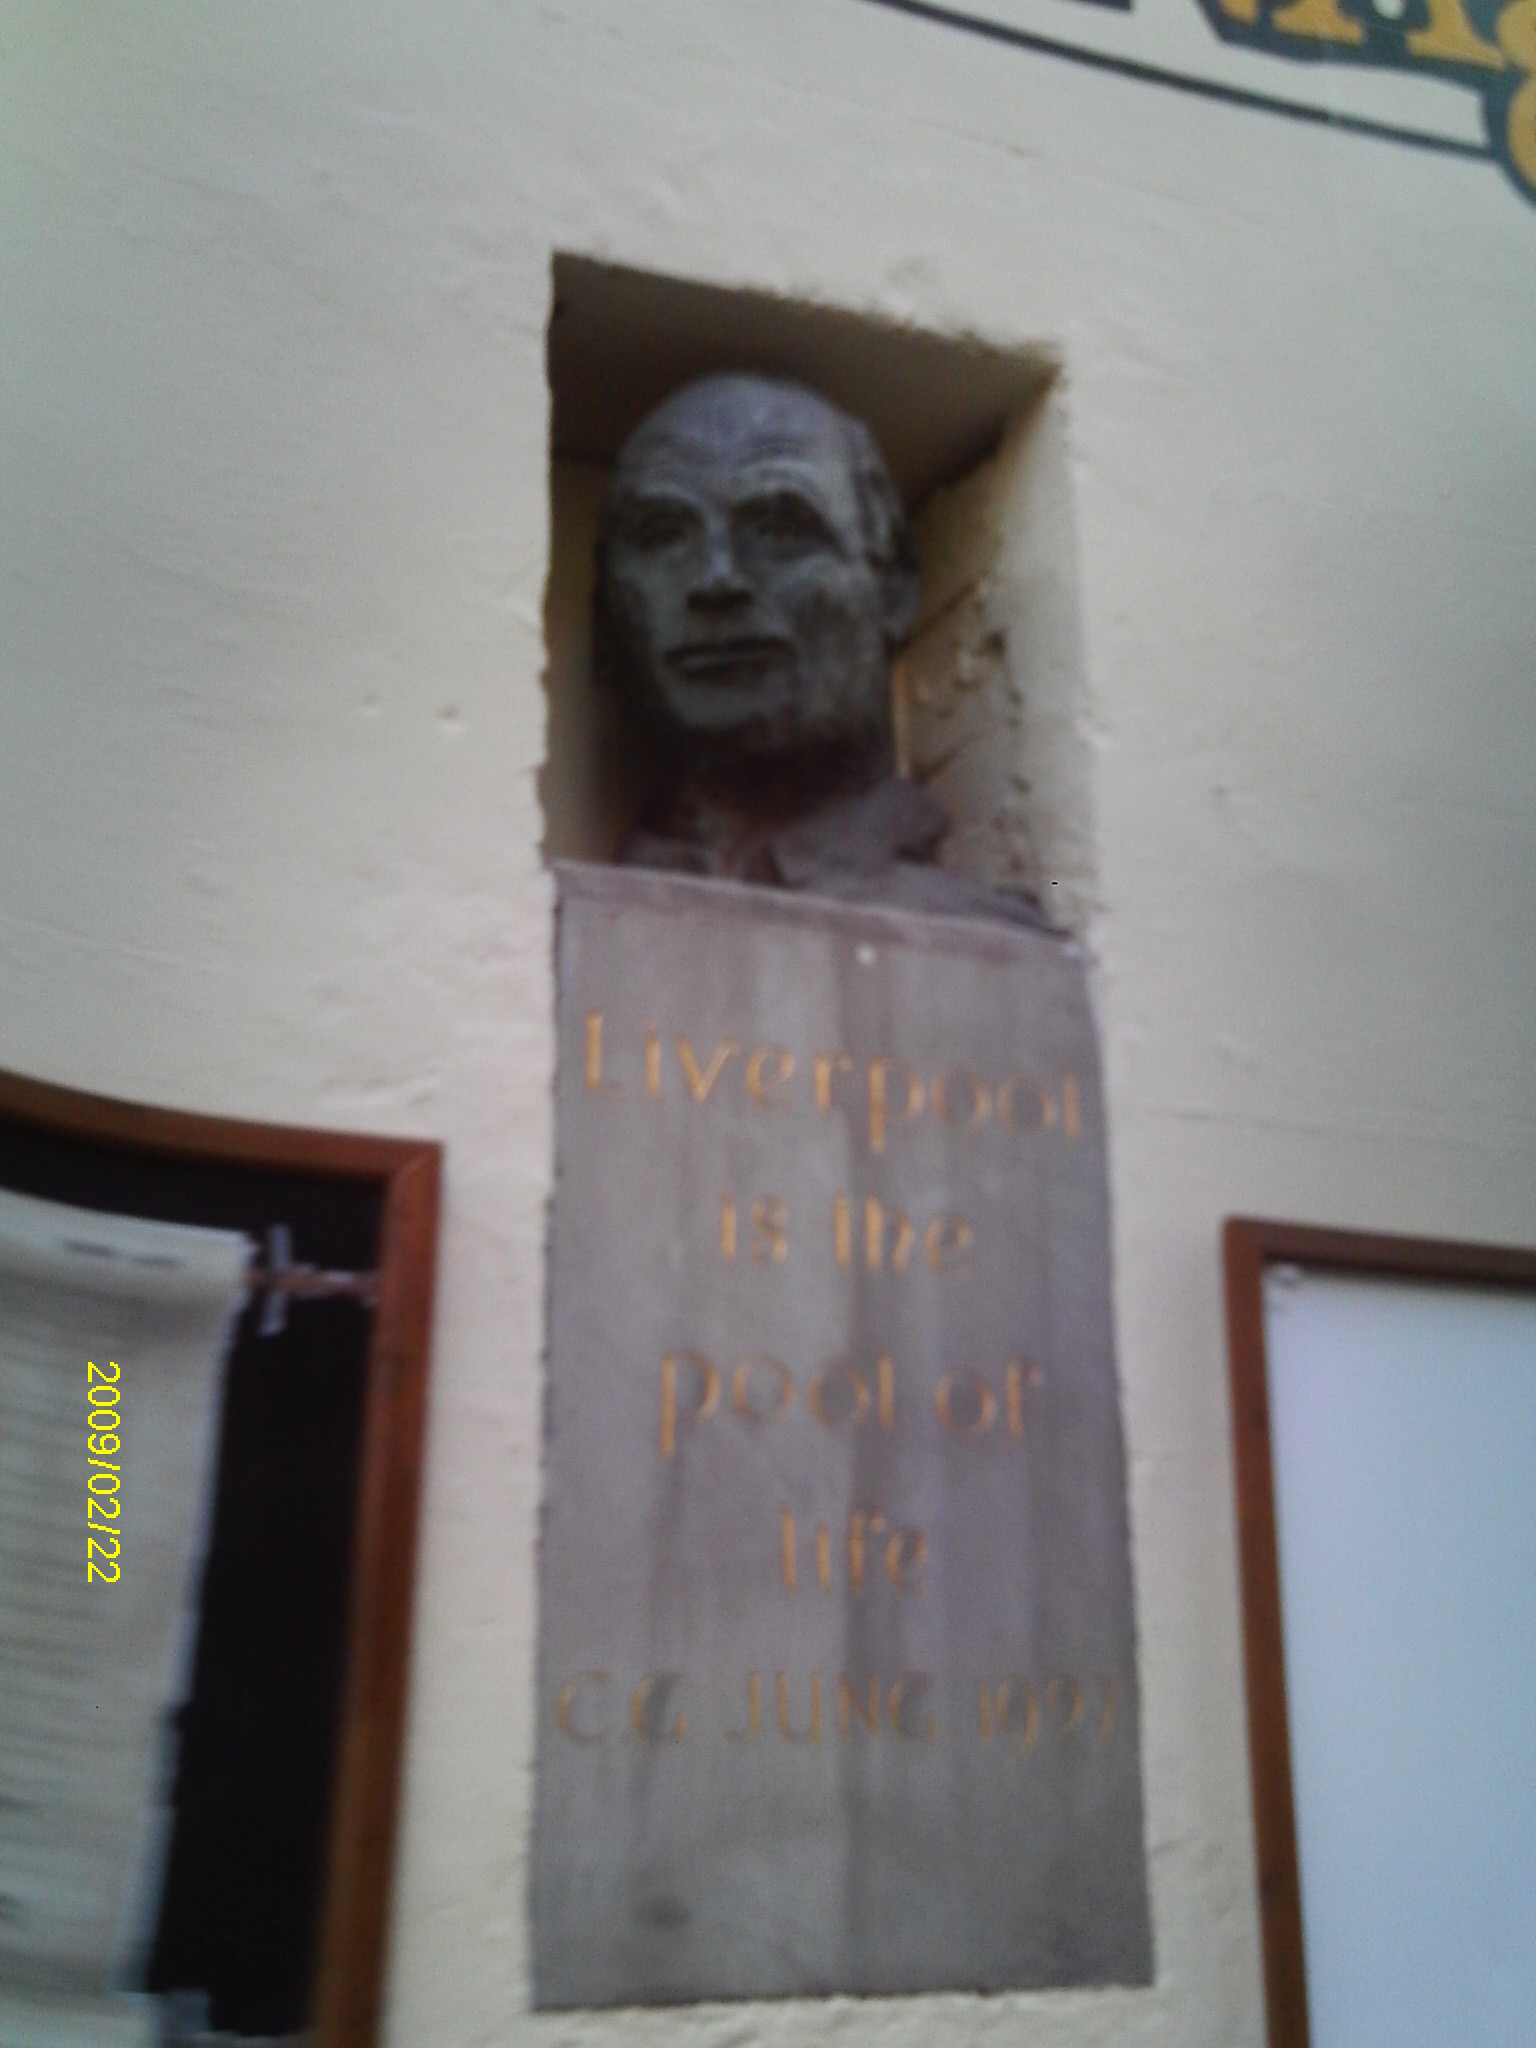 Liverpool
is the
pool of
life
C.G JUNG 1927
2009/02/22